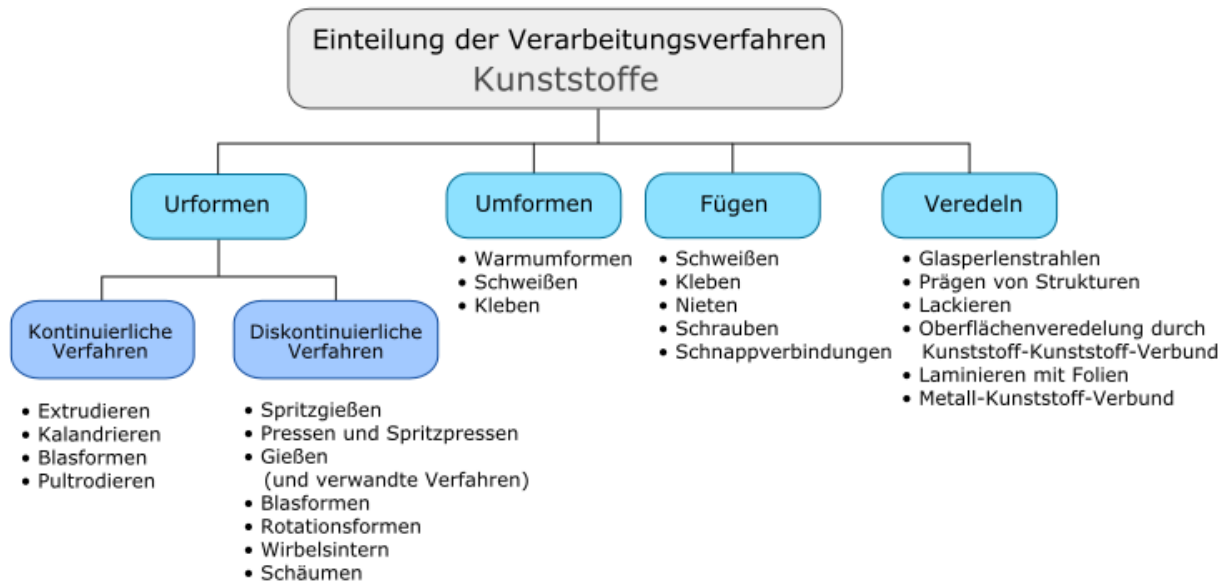 Einteilung der Verarbeitungsverfahren
Kunststoffe
Urformen
Kontinuierliche
Verfahren
• Extrudieren
• Kalandrieren
• Blasformen
• Pultrodieren
Diskontinuierliche
Verfahren
• Spritzgießen
• Pressen und Spritzpressen
• Gießen
(und verwandte Verfahren)
• Blasformen
• Rotationsformen
• Wirbelsintern
• Schäumen
Umformen
• Warmumformen
• Schweißen
• Kleben
Fügen
• Schweißen
• Kleben
• Nieten
• Schrauben
• Schnappverbindungen
Veredeln
• Glasperlenstrahlen
• Prägen von Strukturen
• Lackieren
• Oberflächenveredelung durch
Kunststoff-Kunststoff-Verbund
• Laminieren mit Folien
• Metall-Kunststoff-Verbund